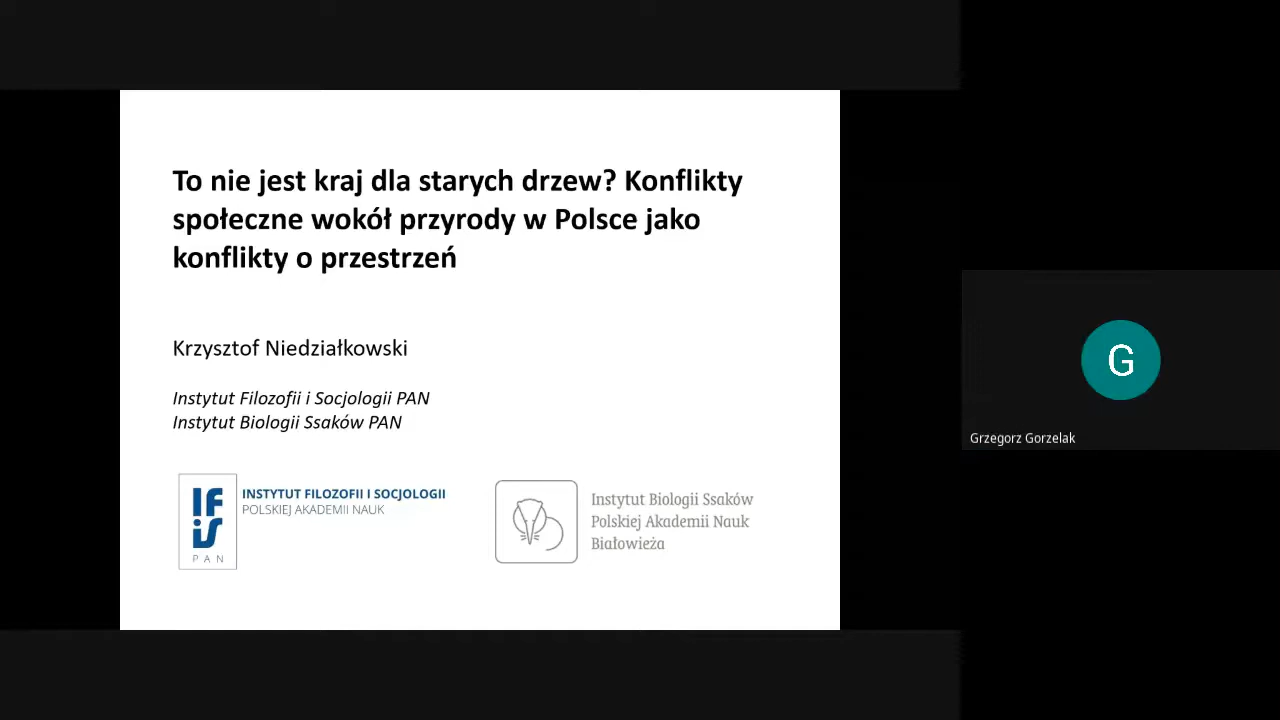 To nie jest kraj dla starych drzew? Konflikty
społeczne wokół przyrody w Polsce jako
konflikty o przestrzeń
Krzysztof Niedziałkowski
Instytut Filozofii i Socjologii PAN
Instytut Biologii Ssaków PAN
IF
iS
PAN
INSTYTUT FILOZOFII I SOCJOLOGII
POLSKIEJ AKADEMII NAUK
Instytut Biologii Ssaków
Polskiej Akademii Nauk
Białowieża
G
Grzegorz Gorzelak